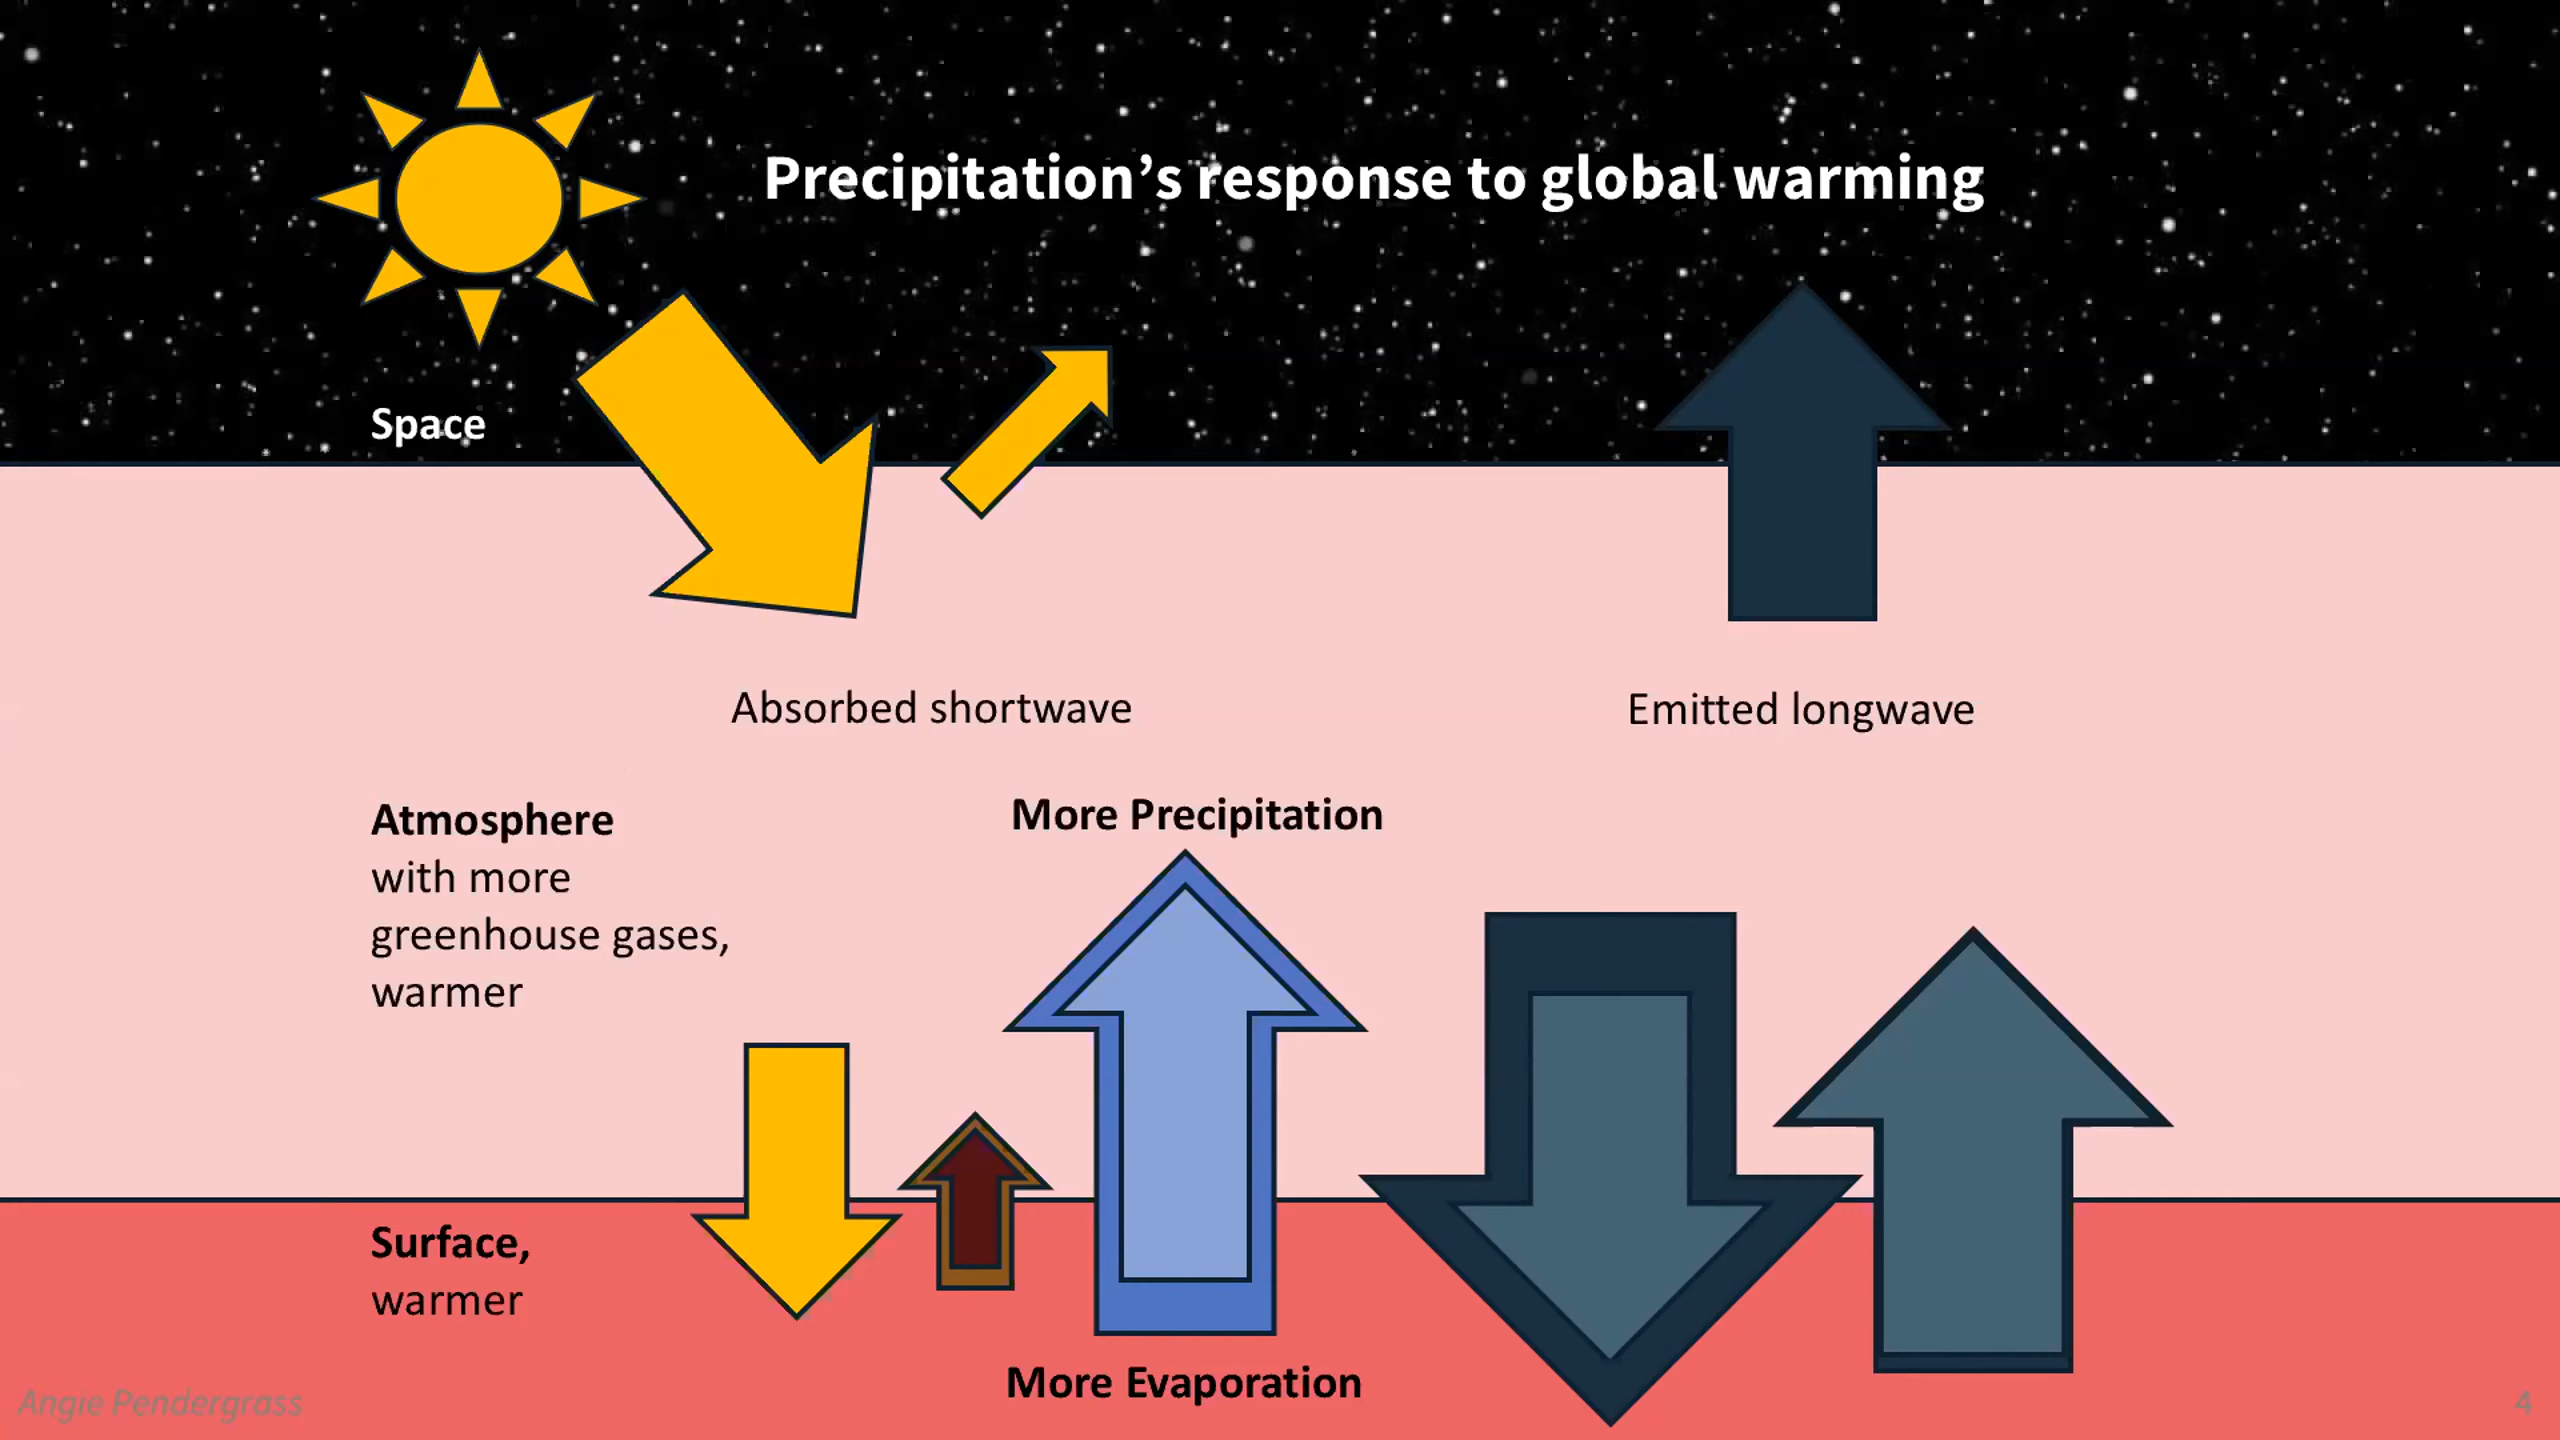 Precipitation’s response to global warming
Space
Absorbed shortwave
Emitted longwave
More Precipitation
Atmosphere
with more
greenhouse gases,
warmer
Surface,
warmer
More Evaporation
Angie Pendergrass
4